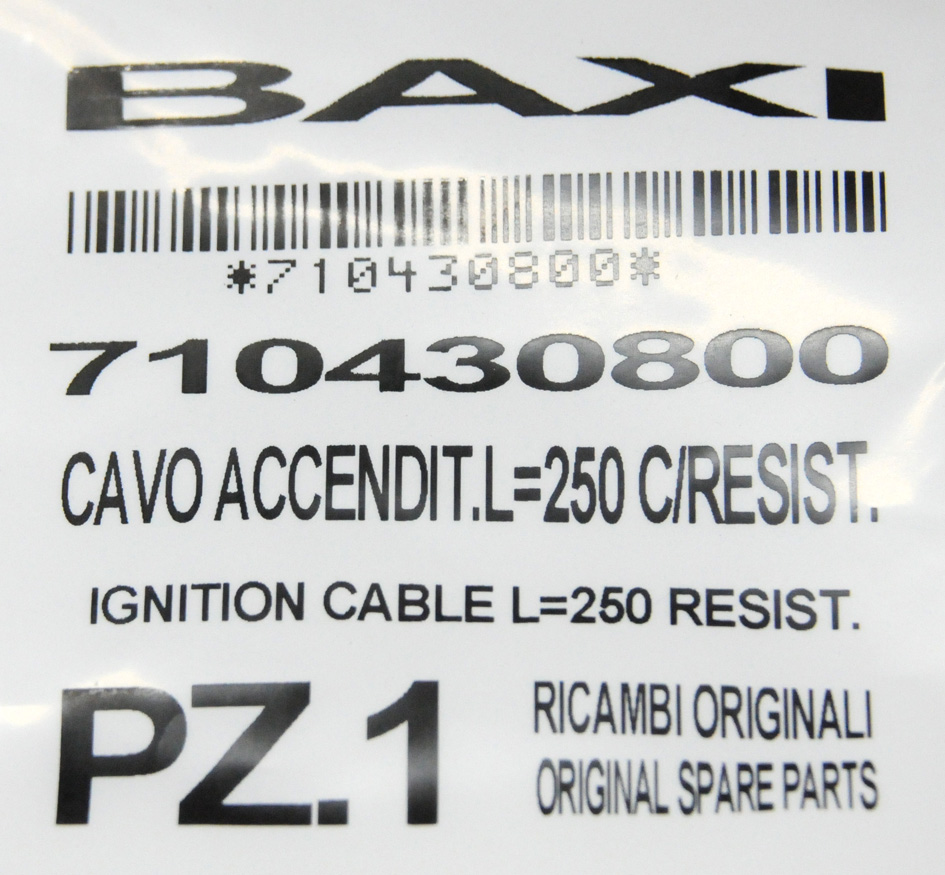 BAXI
*710430800*
710430800
CAVO ACCENDIT.L=250 C/RESIST.
IGNITION CABLE L=250 RESIST.
PZ.1
RICAMBI ORIGINALI
ORIGINAL SPARE PARTS